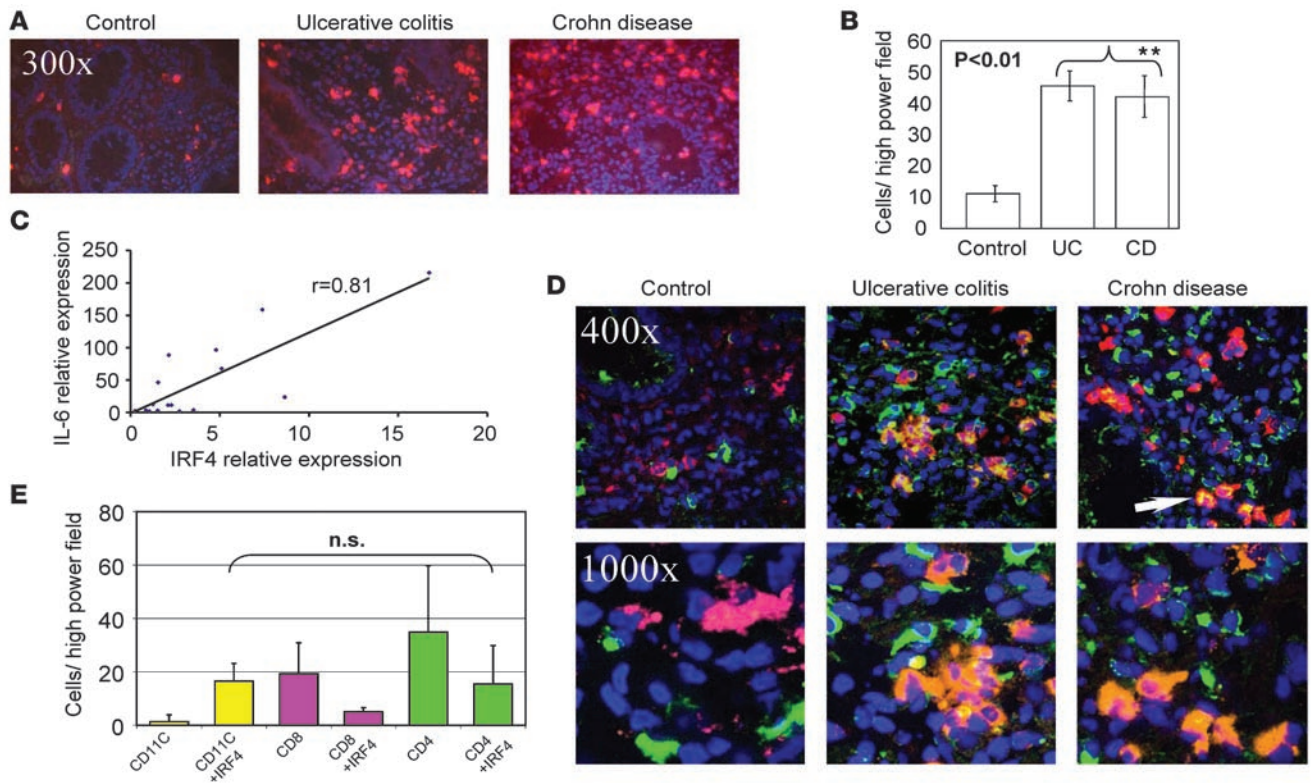 A
Control
Ulcerative colitis
Crohn disease
300x
B
60
50
40
30
20
10
0
Cells/ high power field
P<0.01
**
Control
UC
CD
C
250
200
150
100
50
0
IL-6 relative expression
r=0.81
0
5
10
15
20
IRF4 relative expression
D
Control
Ulcerative colitis
Crohn disease
400x
1000x
E
80
60
40
20
0
Cells/ high power field
n.s.
CD11C
CD11C
+IRF4
CD8
CD8
+IRF4
CD4
CD4
+IRF4